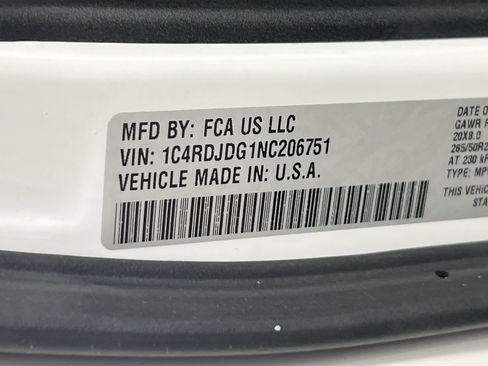 MFD BY: FCA US LLC
VIN: 1C4RDJDG1NC206751
VEHICLE MADE IN: U.S.A.
DATE O
GAWR F
20X8.0
265/50R2
AT 230 kF
TYPE: MP
THIS VEHIC
STA